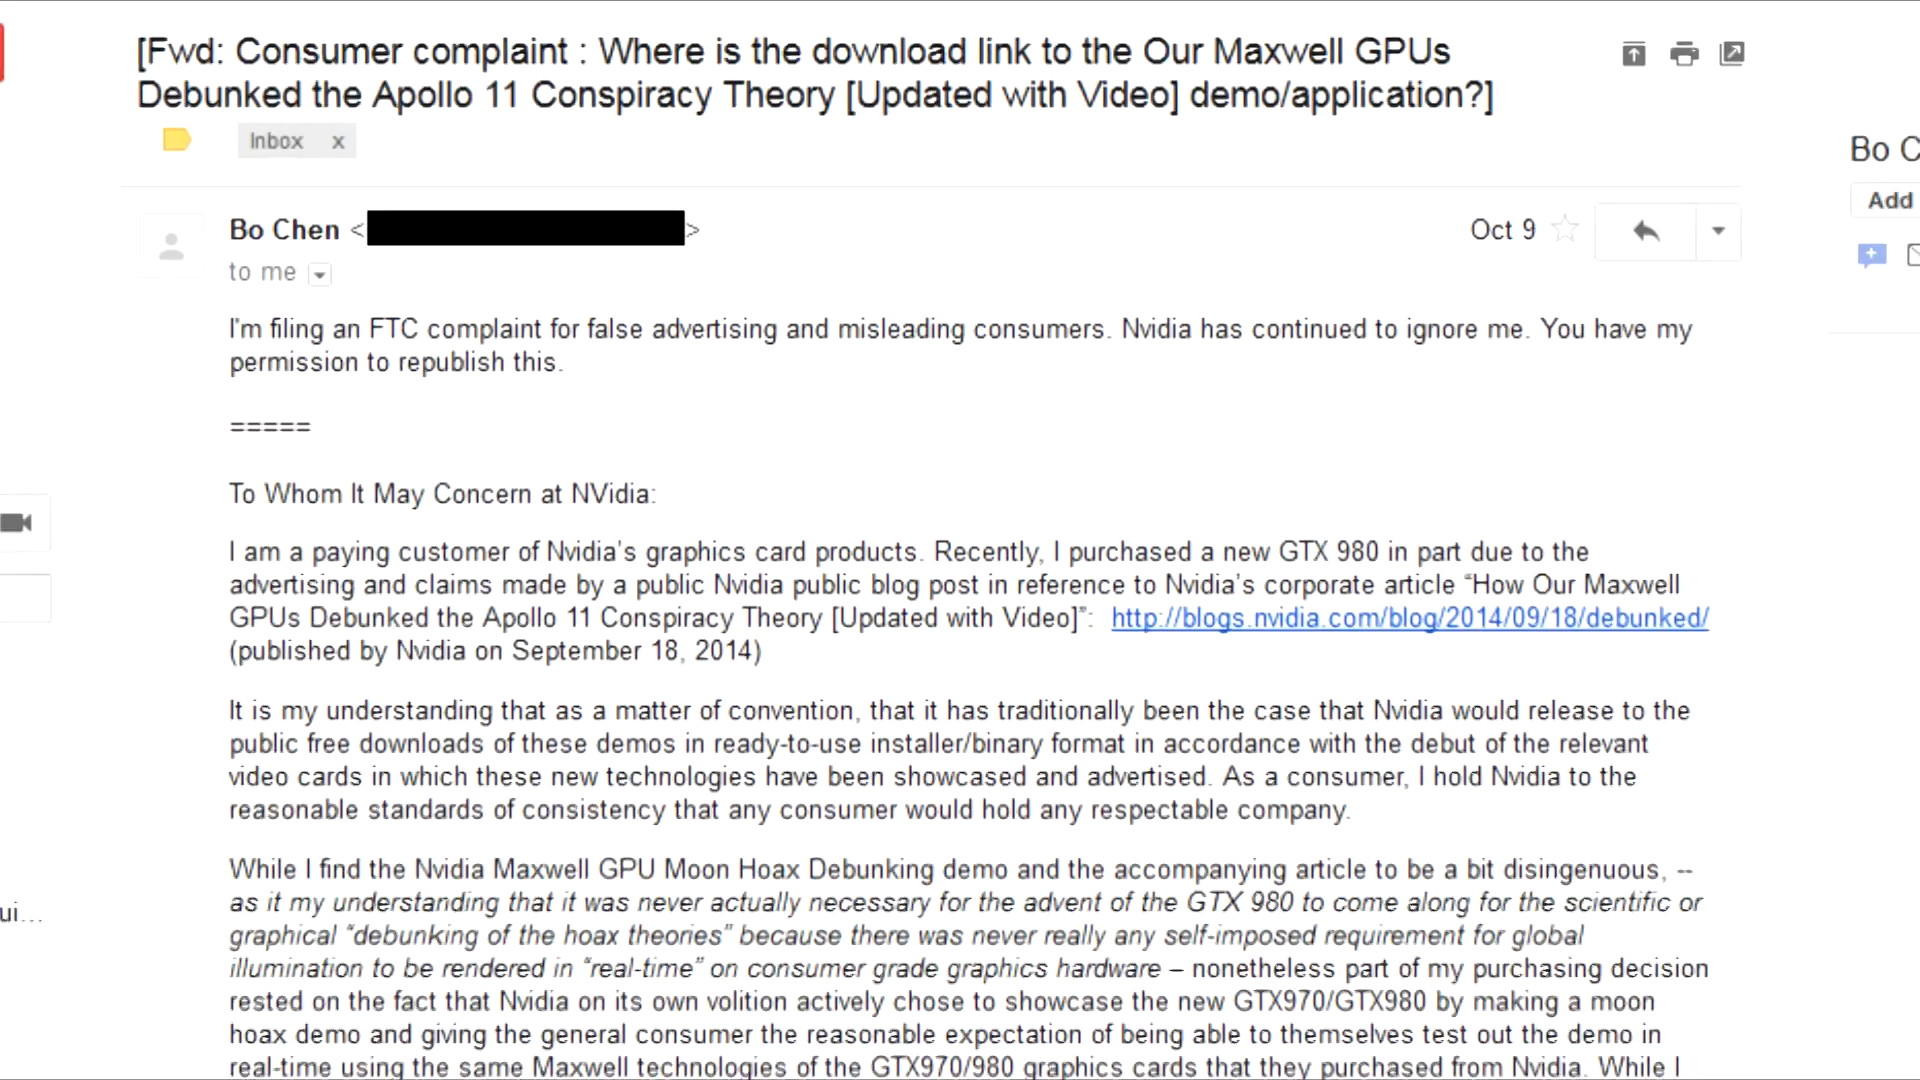 [Fwd: Consumer complaint : Where is the download link to the Our Maxwell GPUs
Debunked the Apollo 11 Conspiracy Theory [Updated with Video] demo/application?]
Inbox x
Bo C
Add
Bo Chen < >
Oct 9
to me
I'm filing an FTC complaint for false advertising and misleading consumers. Nvidia has continued to ignore me. You have my
permission to republish this.
=====
To Whom It May Concern at NVidia:
I am a paying customer of Nvidia's graphics card products. Recently, I purchased a new GTX 980 in part due to the
advertising and claims made by a public Nvidia public blog post in reference to Nvidia's corporate article “How Our Maxwell
GPUs Debunked the Apollo 11 Conspiracy Theory [Updated with Video]”: http://blogs.nvidia.com/blog/2014/09/18/debunked/
(published by Nvidia on September 18, 2014)
It is my understanding that as a matter of convention, that it has traditionally been the case that Nvidia would release to the
public free downloads of these demos in ready-to-use installer/binary format in accordance with the debut of the relevant
video cards in which these new technologies have been showcased and advertised. As a consumer, I hold Nvidia to the
reasonable standards of consistency that any consumer would hold any respectable company.
While I find the Nvidia Maxwell GPU Moon Hoax Debunking demo and the accompanying article to be a bit disingenuous, --
as it my understanding that it was never actually necessary for the advent of the GTX 980 to come along for the scientific or
graphical “debunking of the hoax theories” because there was never really any self-imposed requirement for global
illumination to be rendered in “real-time” on consumer grade graphics hardware – nonetheless part of my purchasing decision
rested on the fact that Nvidia on its own volition actively chose to showcase the new GTX970/GTX980 by making a moon
hoax demo and giving the general consumer the reasonable expectation of being able to themselves test out the demo in
real-time using the same Maxwell technologies of the GTX970/980 graphics cards that they purchased from Nvidia. While I
ui...